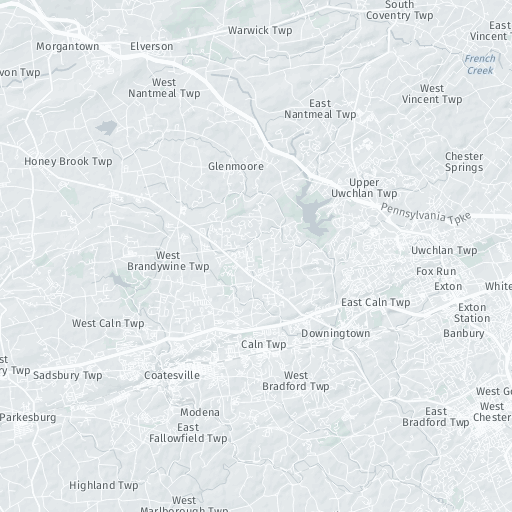 South
Coventry Twp
Warwick Twp
East
Vincent T
Morgantown
Elverson
French
Creek
von Twp
West
Nantmeal Twp
West
Vincent Twp
East
Nantmeal Twp
Honey Brook Twp
Glenmoore
Chester
Springs
Upper
Uwchlan Twp
Pennsylvania Tpke
Uwchlan Twp
West
Brandywine Twp
Fox Run
Exton
White
East Caln Twp
Exton
Station
West Caln Twp
Downingtown
Banbury
Caln Twp
st
ry Twp
Sadsbury Twp
Coatesville
West
Bradford Twp
West Go
Parkesburg
Modena
East
Bradford Twp
West
Chester
East
Fallowfield Twp
Highland Twp
West
Marlborough Twp